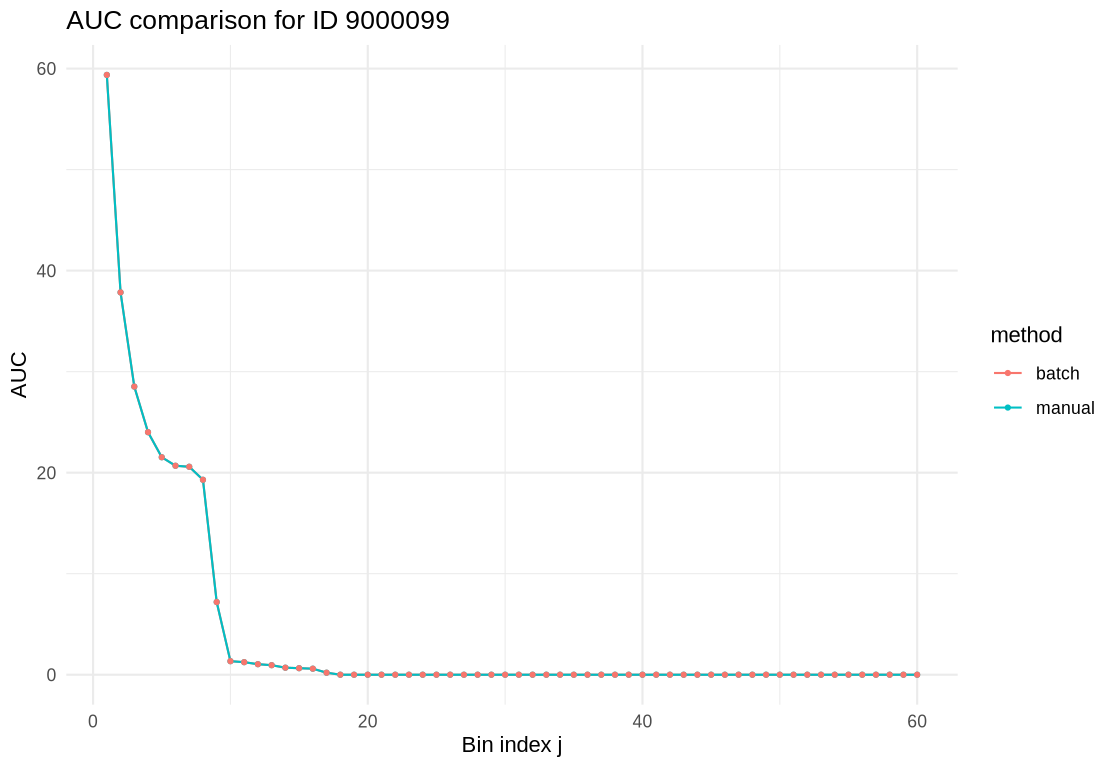 AUC comparison for ID 9000099
60
40
20
0
AUC
0 20 40 60
Bin index j
method
batch
manual